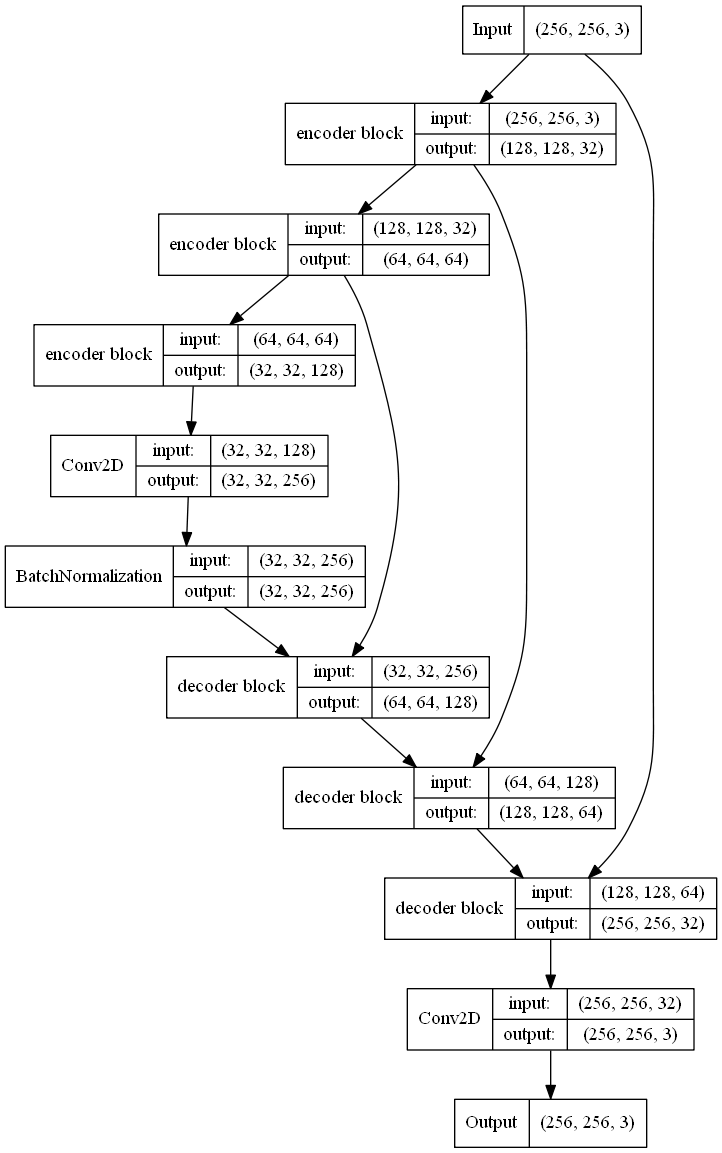 Input (256, 256, 3)
encoder block input: (256, 256, 3)
output: (128, 128, 32)
encoder block input: (128, 128, 32)
output: (64, 64, 64)
encoder block input: (64, 64, 64)
output: (32, 32, 128)
Conv2D input: (32, 32, 128)
output: (32, 32, 256)
BatchNormalization input: (32, 32, 256)
output: (32, 32, 256)
decoder block input: (32, 32, 256)
output: (64, 64, 128)
decoder block input: (64, 64, 128)
output: (128, 128, 64)
decoder block input: (128, 128, 64)
output: (256, 256, 32)
Conv2D input: (256, 256, 32)
output: (256, 256, 3)
Output (256, 256, 3)